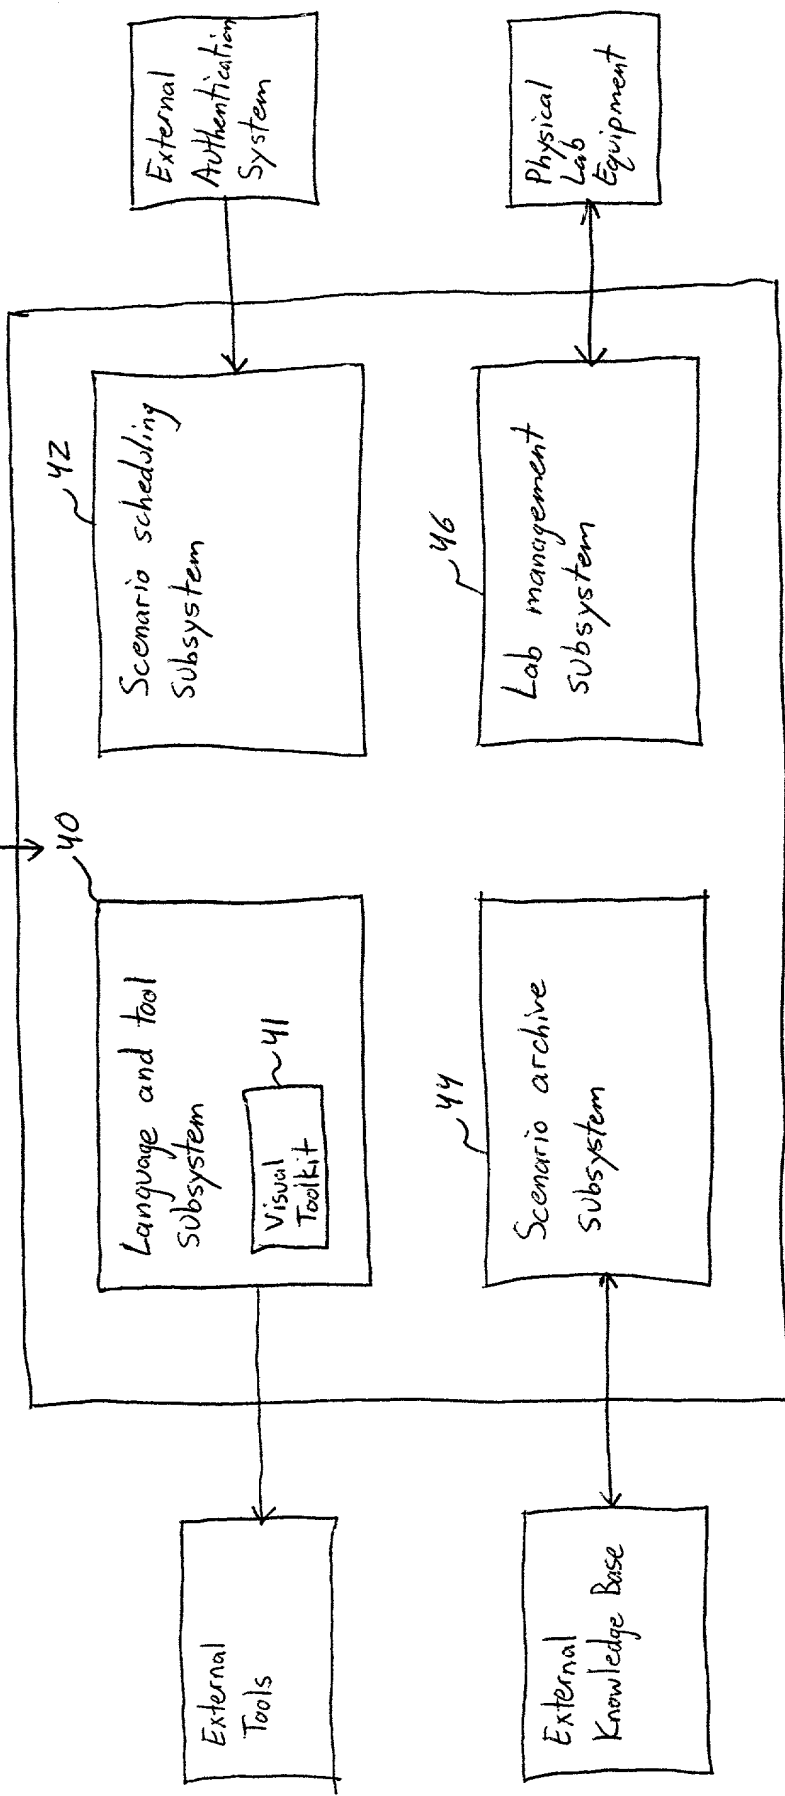 External
Tools
Language and tool
subsystem
Visual
Toolkit
41
40
Scenario scheduling
subsystem
42
External
Authentication
System
External
Knowledge Base
Scenario archive
subsystem
44
Lab management
subsystem
46
Physical
Lab
Equipment